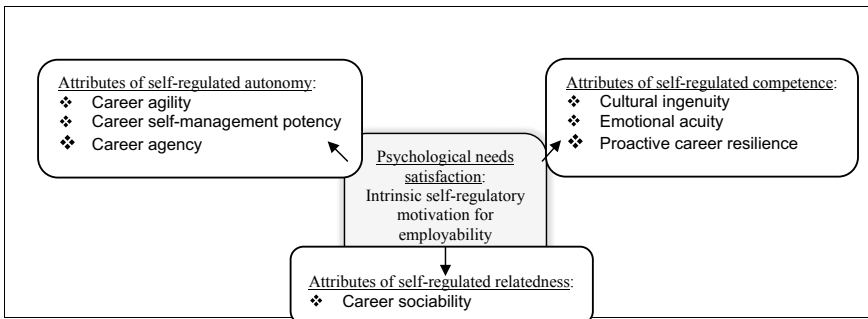 Attributes of self-regulated autonomy:
❖ Career agility
❖ Career self-management potency
❖ Career agency
Attributes of self-regulated competence:
❖ Cultural ingenuity
❖ Emotional acuity
❖ Proactive career resilience
Psychological needs
satisfaction:
Intrinsic self-regulatory
motivation for
employability
Attributes of self-regulated relatedness:
❖ Career sociability